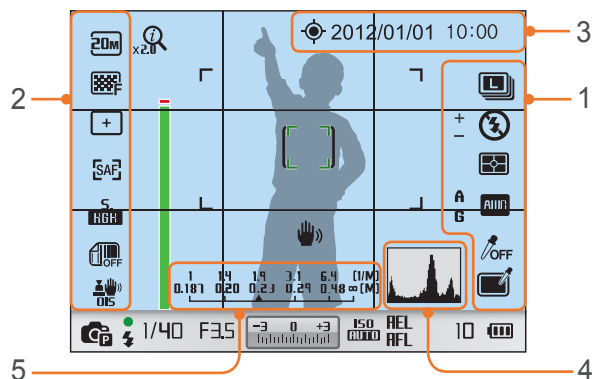 3
2012/01/01 10:00
20M
i
x2.0
2
F
L
1
+
+
−
SAF
A
G
AWB
S.
HGH
OFF
OFF
1 1.4 1.9 3.1 6.4 (1/M)
0.187 0.20 0.23 0.29 0.48 ∞ (M)
OIS
P
1/40 F3.5
-3 0 +3
ISO
AUTO
AEL
AFL
10
5
4